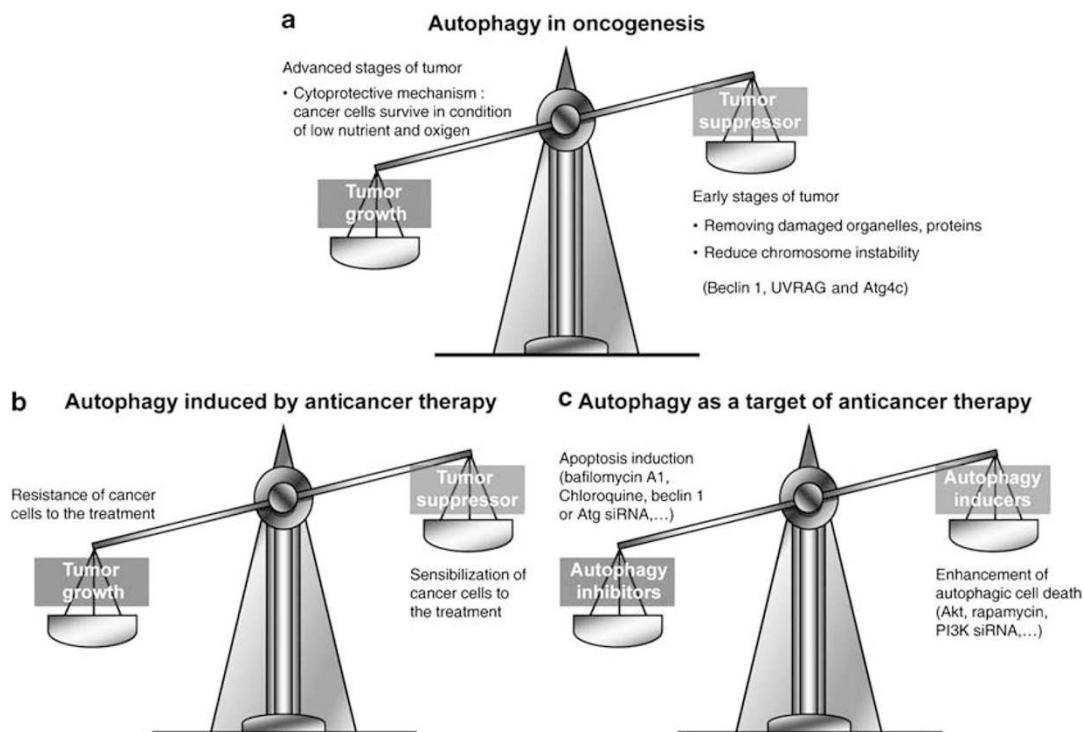 a
Autophagy in oncogenesis
Advanced stages of tumor
• Cytoprotective mechanism :
cancer cells survive in condition
of low nutrient and oxigen
Tumor
growth
Tumor
suppressor
Early stages of tumor
• Removing damaged organelles, proteins
• Reduce chromosome instability
(Beclin 1, UVRAG and Atg4c)
b
Autophagy induced by anticancer therapy
Resistance of cancer
cells to the treatment
Tumor
growth
Tumor
suppressor
Sensibilization of
cancer cells to
the treatment
c
Autophagy as a target of anticancer therapy
Apoptosis induction
(bafilomycin A1,
Chloroquine, beclin 1
or Atg siRNA,...)
Autophagy
inhibitors
Autophagy
inducers
Enhancement of
autophagic cell death
(Akt, rapamycin,
PI3K siRNA,...)